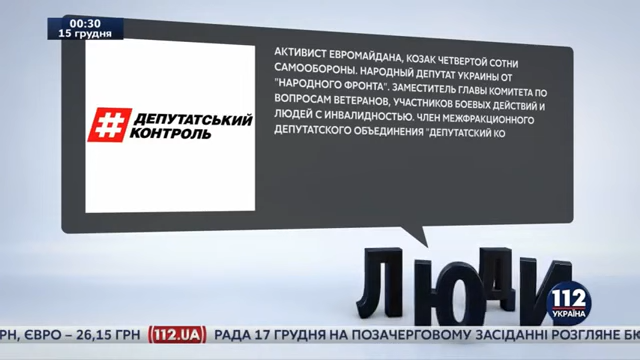 00:30
15 грудня
# ДЕПУТАТСЬКИЙ
КОНТРОЛЬ
АКТИВИСТ ЕВРОМАЙДАНА, КОЗАК ЧЕТВЕРТОЙ СОТНИ
САМООБОРОНЫ. НАРОДНЫЙ ДЕПУТАТ УКРАИНЫ ОТ
"НАРОДНОГО ФРОНТА". ЗАМЕСТИТЕЛЬ ГЛАВЫ КОМИТЕТА ПО
ВОПРОСАМ ВЕТЕРАНОВ, УЧАСТНИКОВ БОЕВЫХ ДЕЙСТВИЙ И
ЛЮДЕЙ С ИНВАЛИДНОСТЬЮ. ЧЛЕН МЕЖФРАКЦИОННОГО
ДЕПУТАТСКОГО ОБЪЕДИНЕНИЯ "ДЕПУТАТСКИЙ КО
ЛЮДИ
112
УКРАЇНА
РН, ЄВРО – 26,15 ГРН (112.UA) РАДА 17 ГРУДНЯ НА ПОЗАЧЕРГОВОМУ ЗАСІДАННІ РОЗГЛЯНЕ БЮ